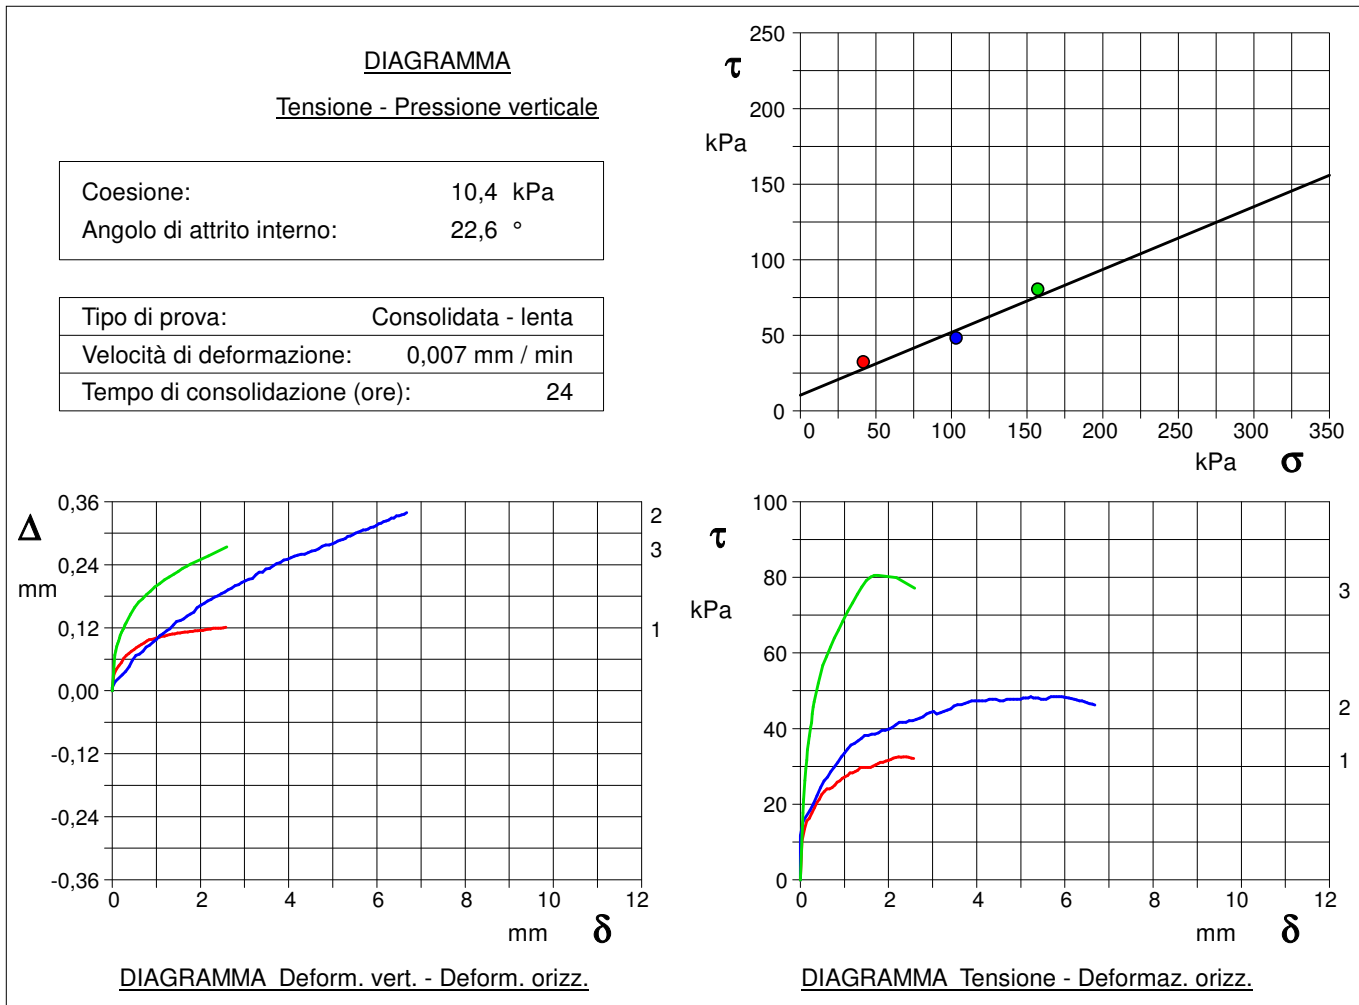 DIAGRAMMA
Tensione - Pressione verticale
Coesione: 10,4 kPa
Angolo di attrito interno: 22,6 °
Tipo di prova: Consolidata - lenta
Velocità di deformazione: 0,007 mm / min
Tempo di consolidazione (ore): 24
250
τ
200
kPa
150
100
50
0
0 50 100 150 200 250 300 350
kPa σ
0,36
Δ
0,24
mm
0,12
0,00
-0,12
-0,24
-0,36
2
3
1
0 2 4 6 8 10 12
mm δ
DIAGRAMMA Deform. vert. - Deform. orizz.
100
τ
80
kPa
60
40
20
0
3
2
1
0 2 4 6 8 10 12
mm δ
DIAGRAMMA Tensione - Deformaz. orizz.